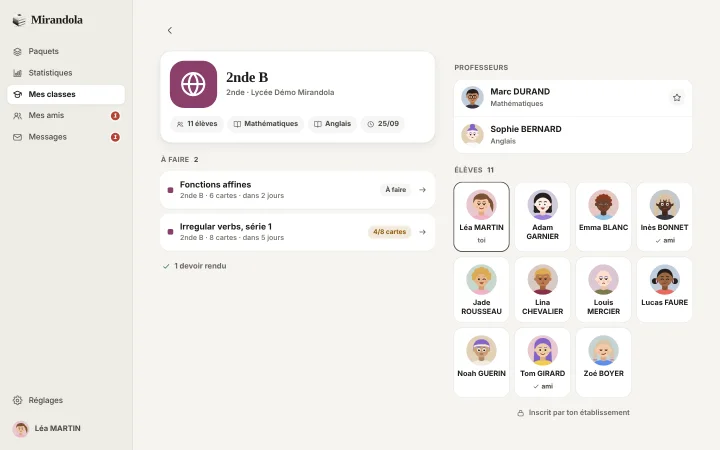 Mirandola
Paquets
Statistiques
Mes classes
Mes amis
1
Messages
1
Réglages
Léa MARTIN
2nde B
2nde · Lycée Démo Mirandola
11 élèves
Mathématiques
Anglais
25/09
À FAIRE 2
Fonctions affines
2nde B · 6 cartes · dans 2 jours
À faire
Irregular verbs, série 1
2nde B · 8 cartes · dans 5 jours
4/8 cartes
1 devoir rendu
PROFESSEURS
Marc DURAND
Mathématiques
Sophie BERNARD
Anglais
ÉLÈVES 11
Léa MARTIN
toi
Adam
GARNIER
Emma BLANC
Inès BONNET
ami
Jade
ROUSSEAU
Lina
CHEVALIER
Louis
MERCIER
Lucas FAURE
Noah GUERIN
Tom GIRARD
ami
Zoé BOYER
Inscrit par ton établissement